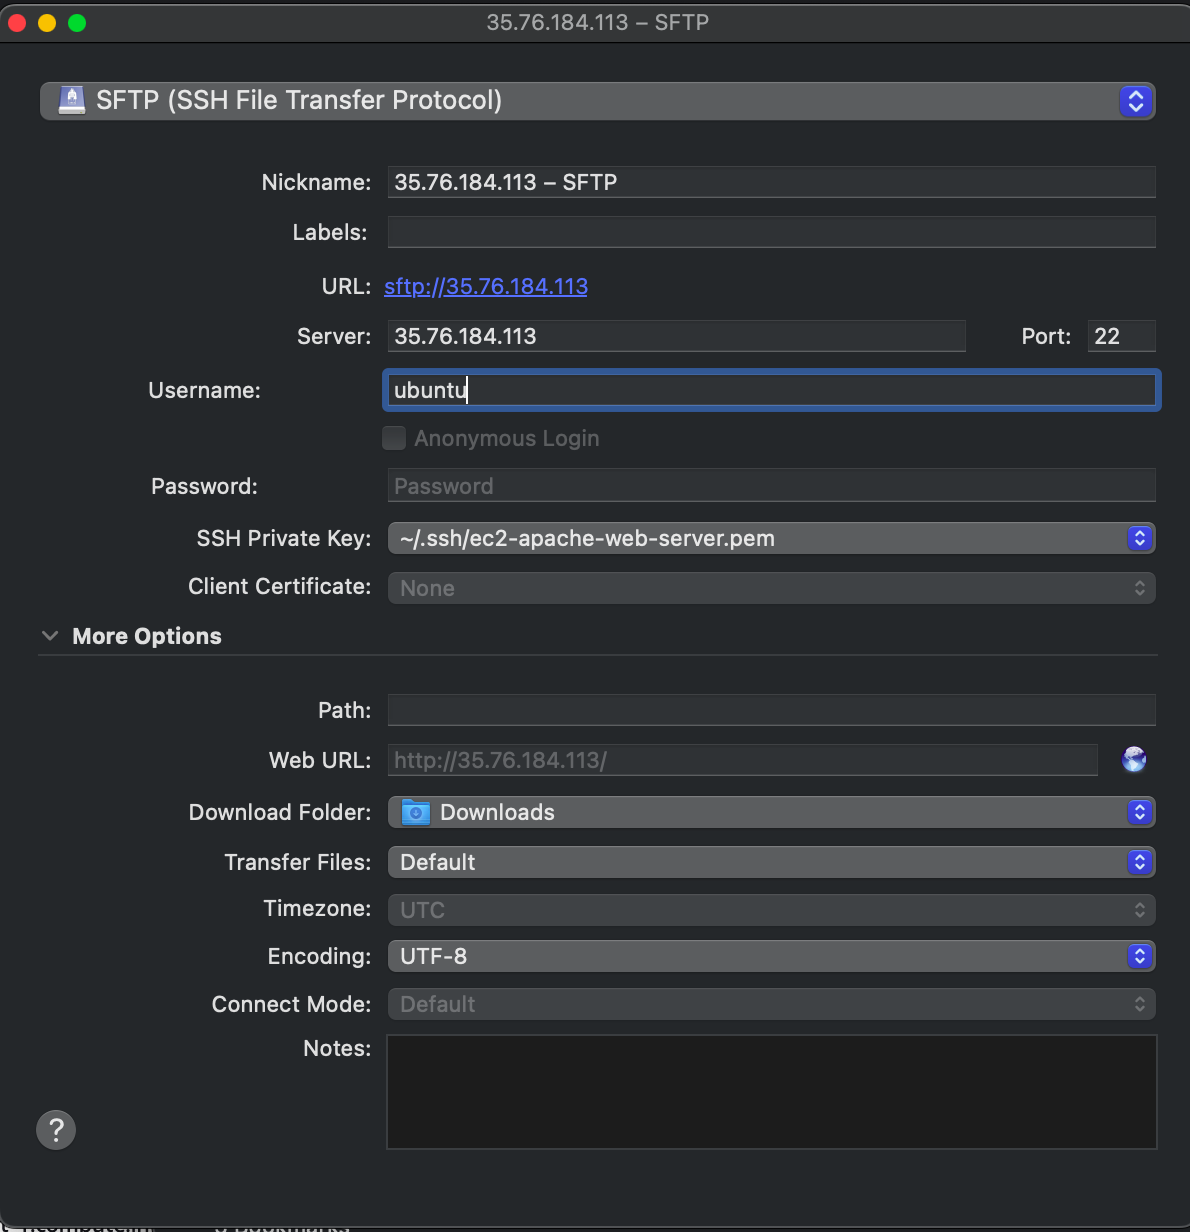 35.76.184.113 – SFTP
SFTP (SSH File Transfer Protocol)
Nickname: 35.76.184.113 – SFTP
Labels:
URL: sftp://35.76.184.113
Server: 35.76.184.113 Port: 22
Username: ubuntu
Anonymous Login
Password: Password
SSH Private Key: ~/.ssh/ec2-apache-web-server.pem
Client Certificate: None
More Options
Path:
Web URL: http://35.76.184.113/
Download Folder: Downloads
Transfer Files: Default
Timezone: UTC
Encoding: UTF-8
Connect Mode: Default
Notes:
?